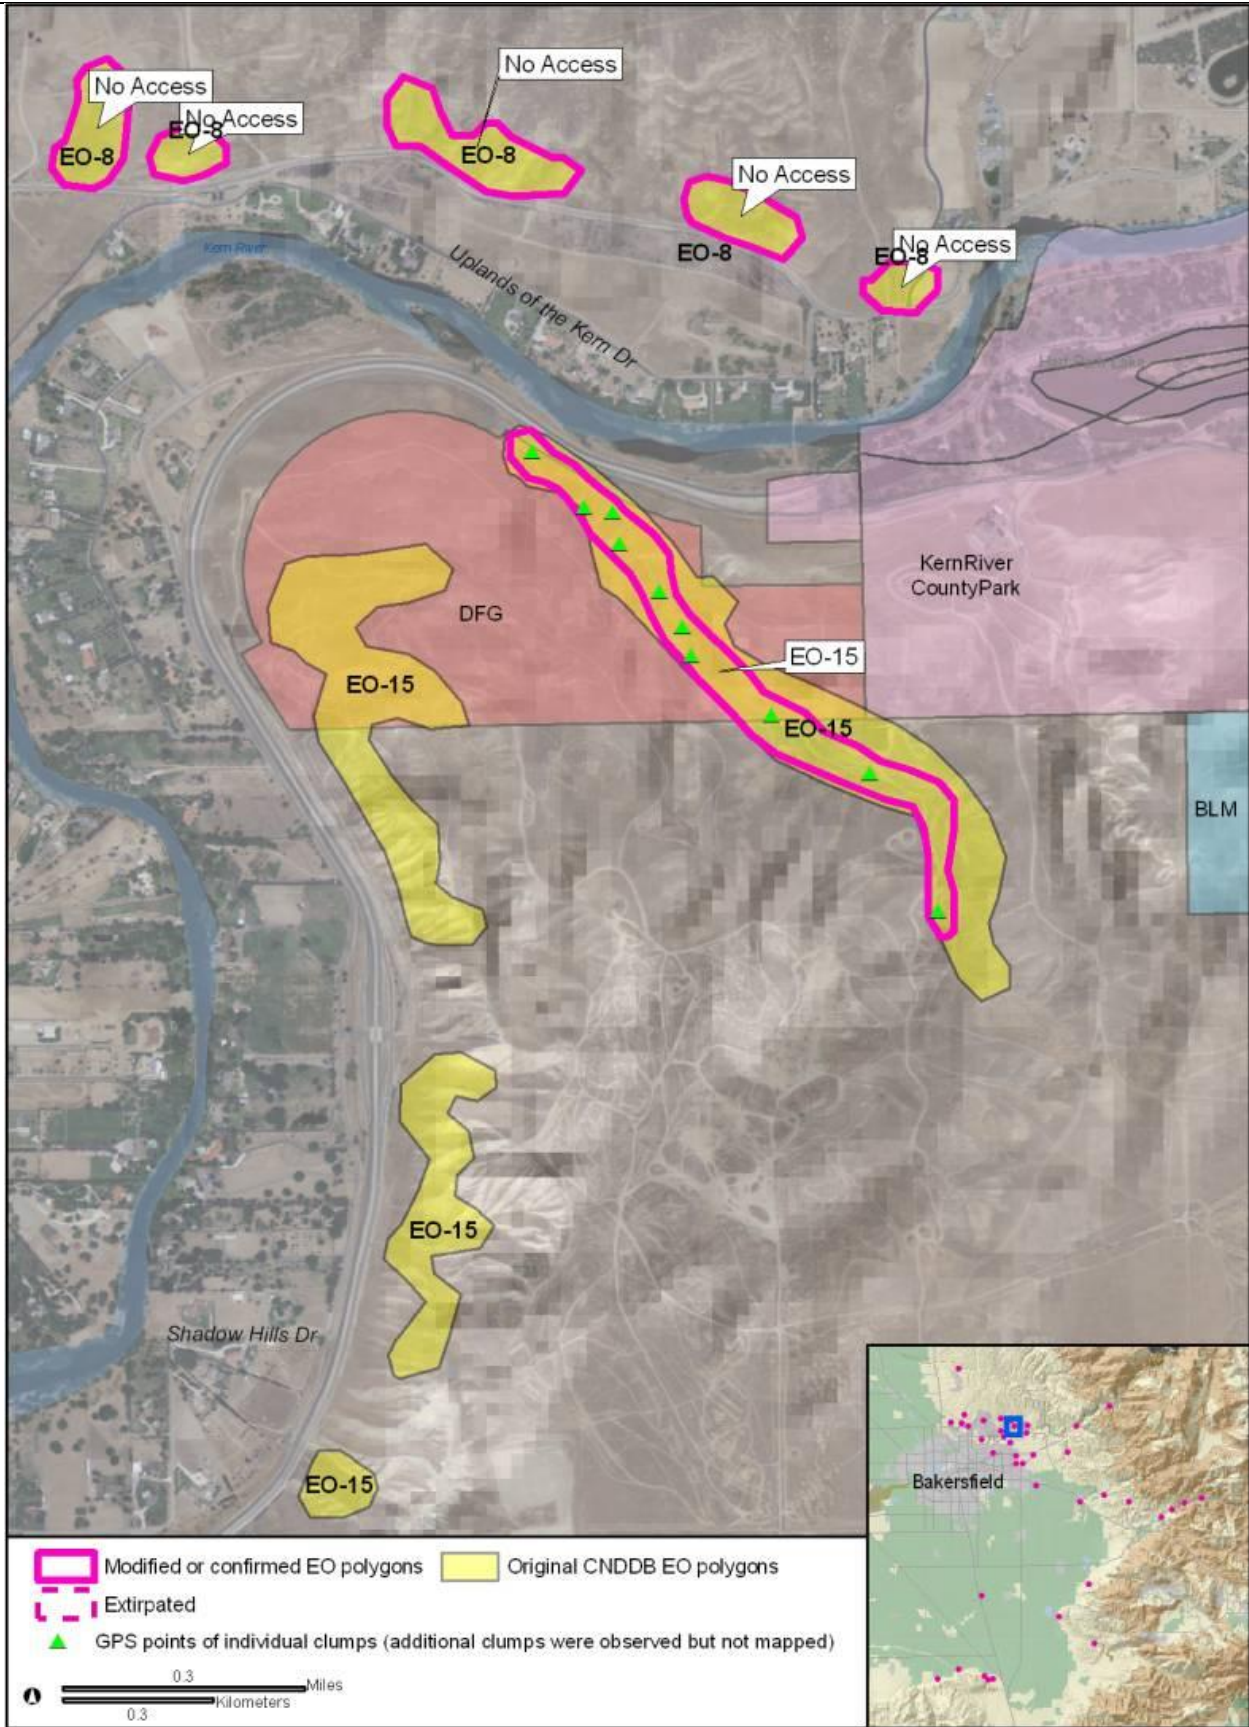 No Access
No Access
No Access
EO-8
EO-8
EO-8
No Access
EO-8
No Access
EO-8
Kern River
Uplands of the Kern Dr
KernRiver
CountyPark
DFG
EO-15
EO-15
EO-15
BLM
EO-15
Shadow Hills Dr
EO-15
Bakersfield
Modified or confirmed EO polygons
Original CNDDB EO polygons
Extirpated
GPS points of individual clumps (additional clumps were observed but not mapped)
0.3
Miles
Kilometers
0.3